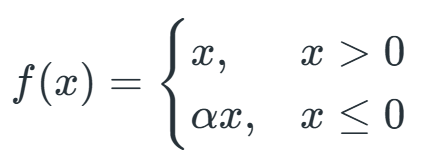 f(x) = { x, x > 0
αx, x ≤ 0